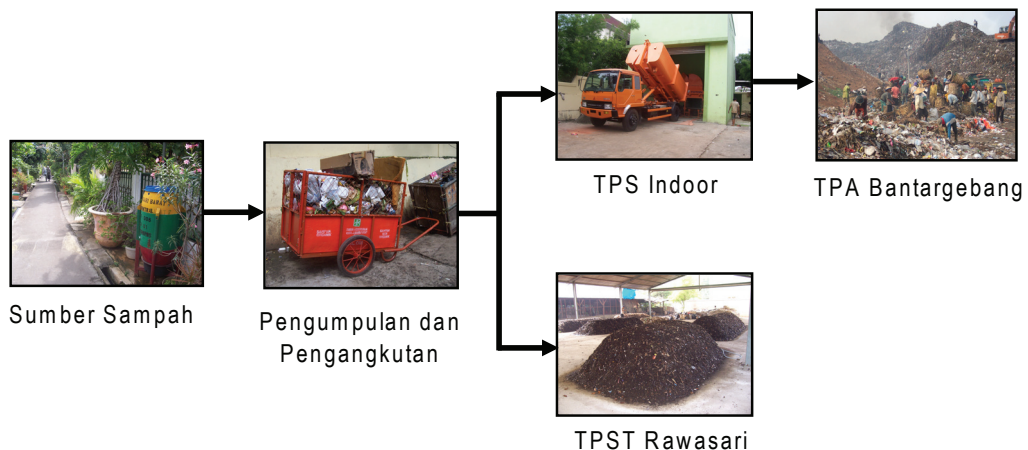 Sumber Sampah
Pengumpulan dan
Pengangkutan
TPS Indoor
TPA Bantargebang
TPST Rawasari